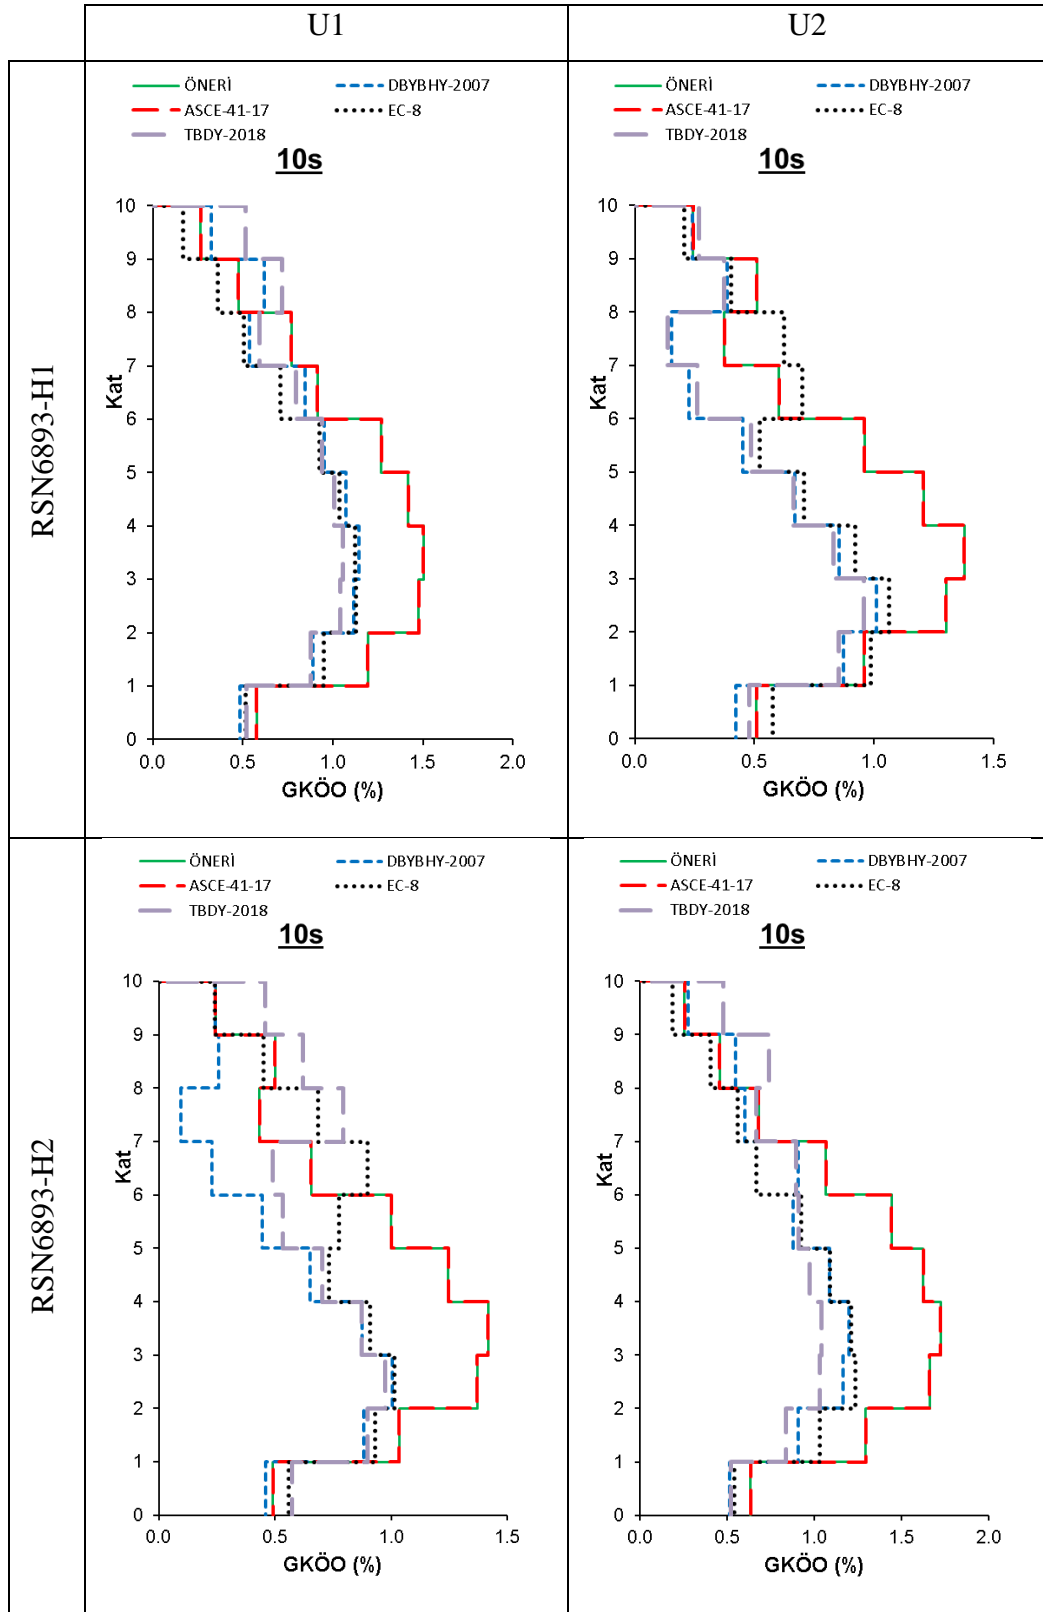 U1
U2
RSN6893-H1
ÖNERİ
DBYBHY-2007
ASCE-41-17
EC-8
TBDY-2018
10s
10
9
8
7
6
5
4
3
2
1
0
Kat
0.0 0.5 1.0 1.5 2.0
GKÖO (%)
ÖNERİ
DBYBHY-2007
ASCE-41-17
EC-8
TBDY-2018
10s
10
9
8
7
6
5
4
3
2
1
0
Kat
0.0 0.5 1.0 1.5
GKÖO (%)
RSN6893-H2
ÖNERİ
DBYBHY-2007
ASCE-41-17
EC-8
TBDY-2018
10s
10
9
8
7
6
5
4
3
2
1
0
Kat
0.0 0.5 1.0 1.5
GKÖO (%)
ÖNERİ
DBYBHY-2007
ASCE-41-17
EC-8
TBDY-2018
10s
10
9
8
7
6
5
4
3
2
1
0
Kat
0.0 0.5 1.0 1.5 2.0
GKÖO (%)